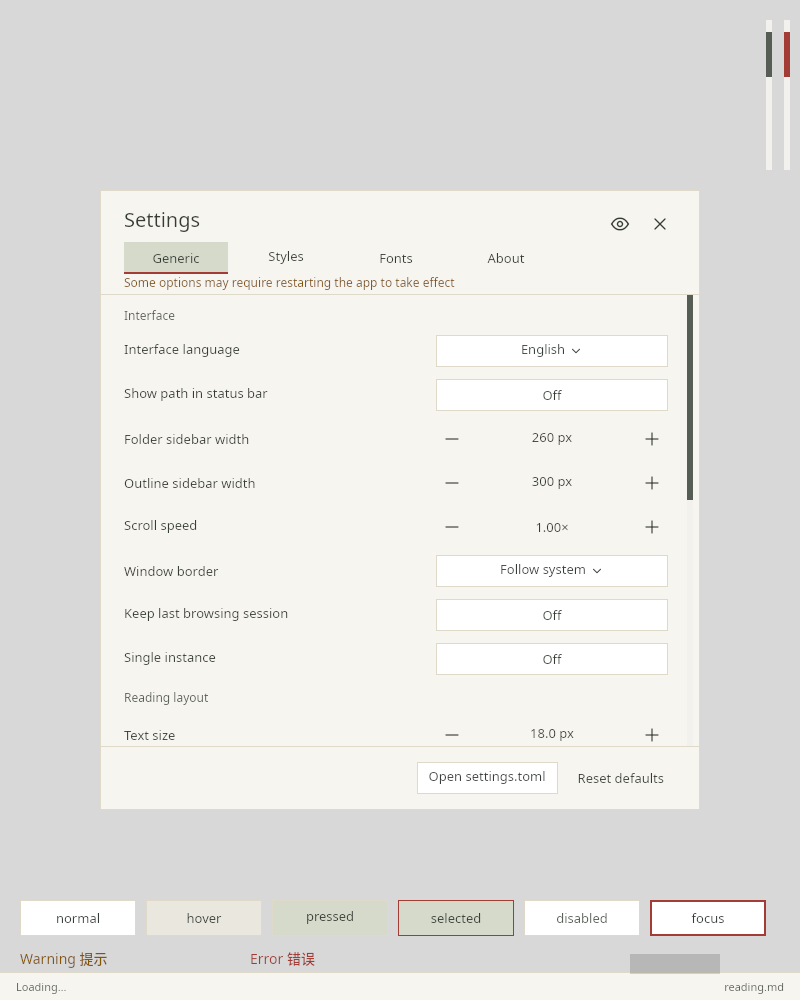 Settings
Generic Styles Fonts About
Some options may require restarting the app to take effect
Interface
Interface language English
Show path in status bar Off
Folder sidebar width 260 px
Outline sidebar width 300 px
Scroll speed 1.00×
Window border Follow system
Keep last browsing session Off
Single instance Off
Reading layout
Text size 18.0 px
Open settings.toml Reset defaults
normal hover pressed selected disabled focus
Warning 提示 Error 错误
Loading... reading.md